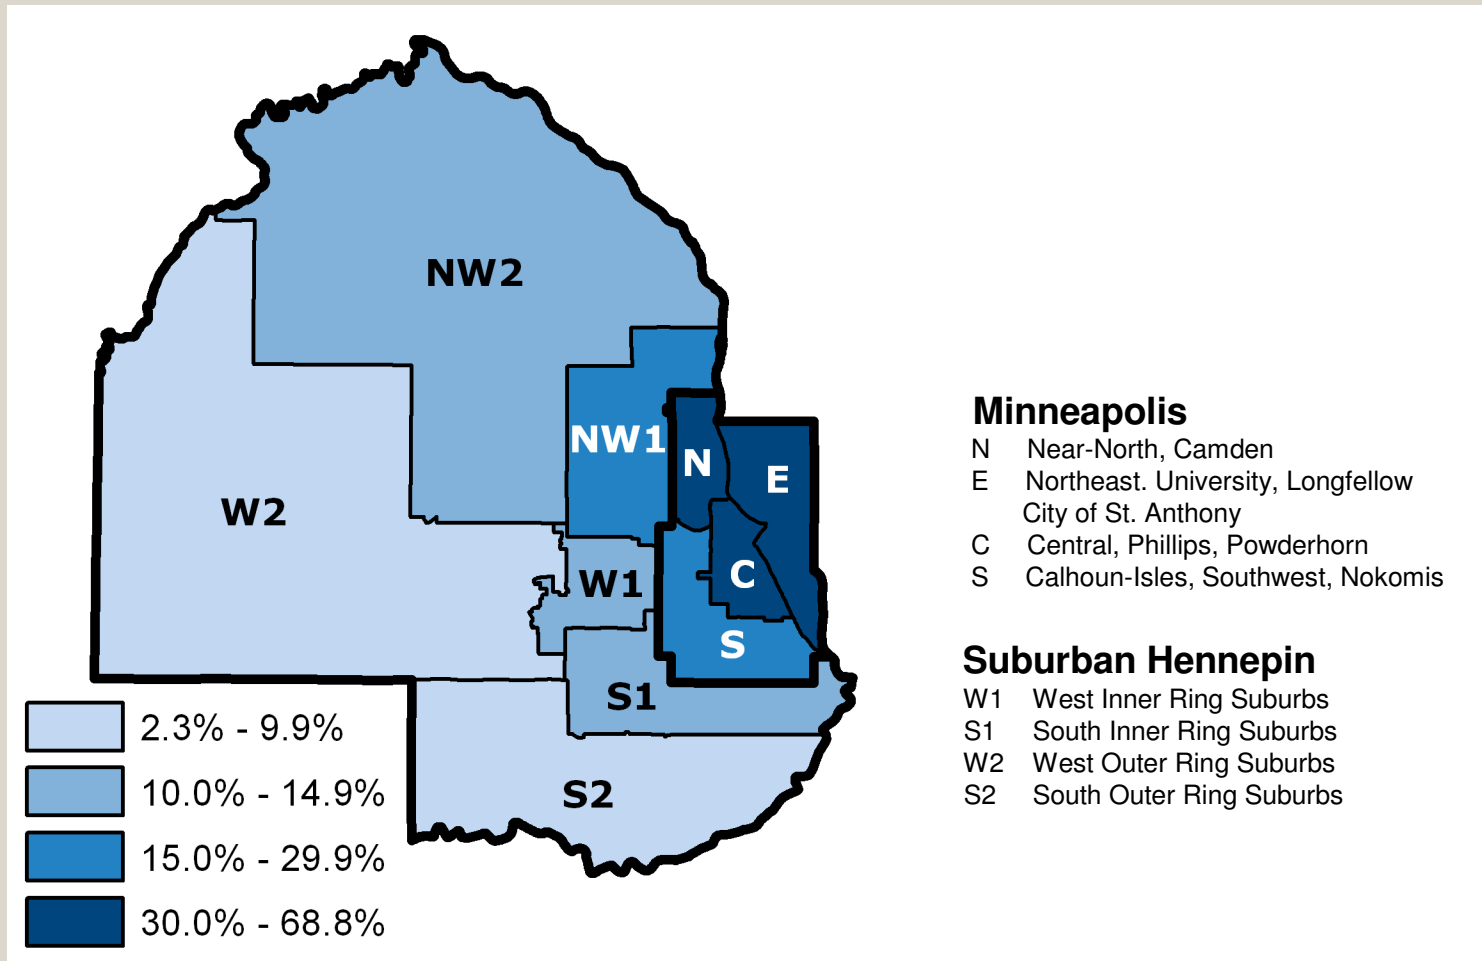 NW2
NW1
N
E
W2
W1
C
S
S1
S2
2.3% - 9.9%
10.0% - 14.9%
15.0% - 29.9%
30.0% - 68.8%
Minneapolis
N Near-North, Camden
E Northeast. University, Longfellow
City of St. Anthony
C Central, Phillips, Powderhorn
S Calhoun-Isles, Southwest, Nokomis
Suburban Hennepin
W1 West Inner Ring Suburbs
S1 South Inner Ring Suburbs
W2 West Outer Ring Suburbs
S2 South Outer Ring Suburbs